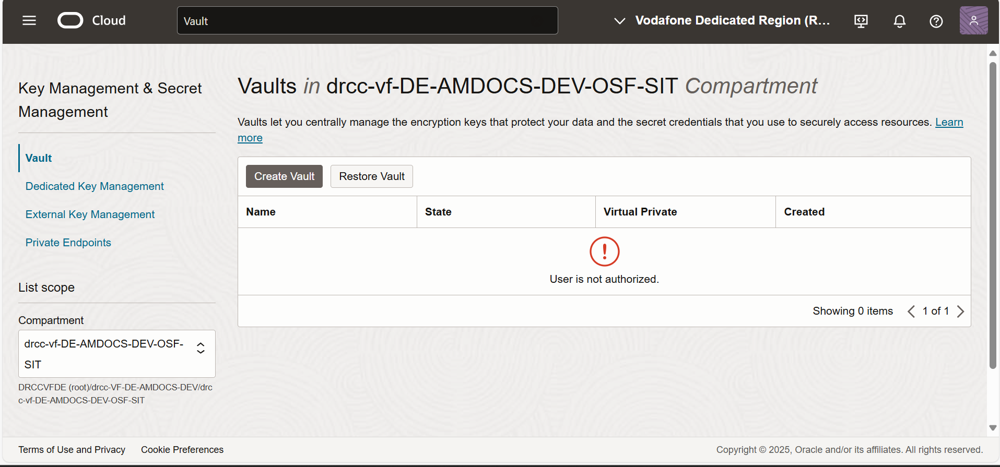 Cloud
Vault
Vodafone Dedicated Region (R...
Key Management & Secret
Management
Vault
Dedicated Key Management
External Key Management
Private Endpoints
List scope
Compartment
drcc-vf-DE-AMDOCS-DEV-OSF-
SIT
DRCCVFDE (root)/drcc-VF-DE-AMDOCS-DEV/drc
c-vf-DE-AMDOCS-DEV-OSF-SIT
Vaults in drcc-vf-DE-AMDOCS-DEV-OSF-SIT Compartment
Vaults let you centrally manage the encryption keys that protect your data and the secret credentials that you use to securely access resources. Learn
more
Create Vault Restore Vault
Name State Virtual Private Created
User is not authorized.
Showing 0 items 1 of 1
Terms of Use and Privacy Cookie Preferences
Copyright © 2025, Oracle and/or its affiliates. All rights reserved.